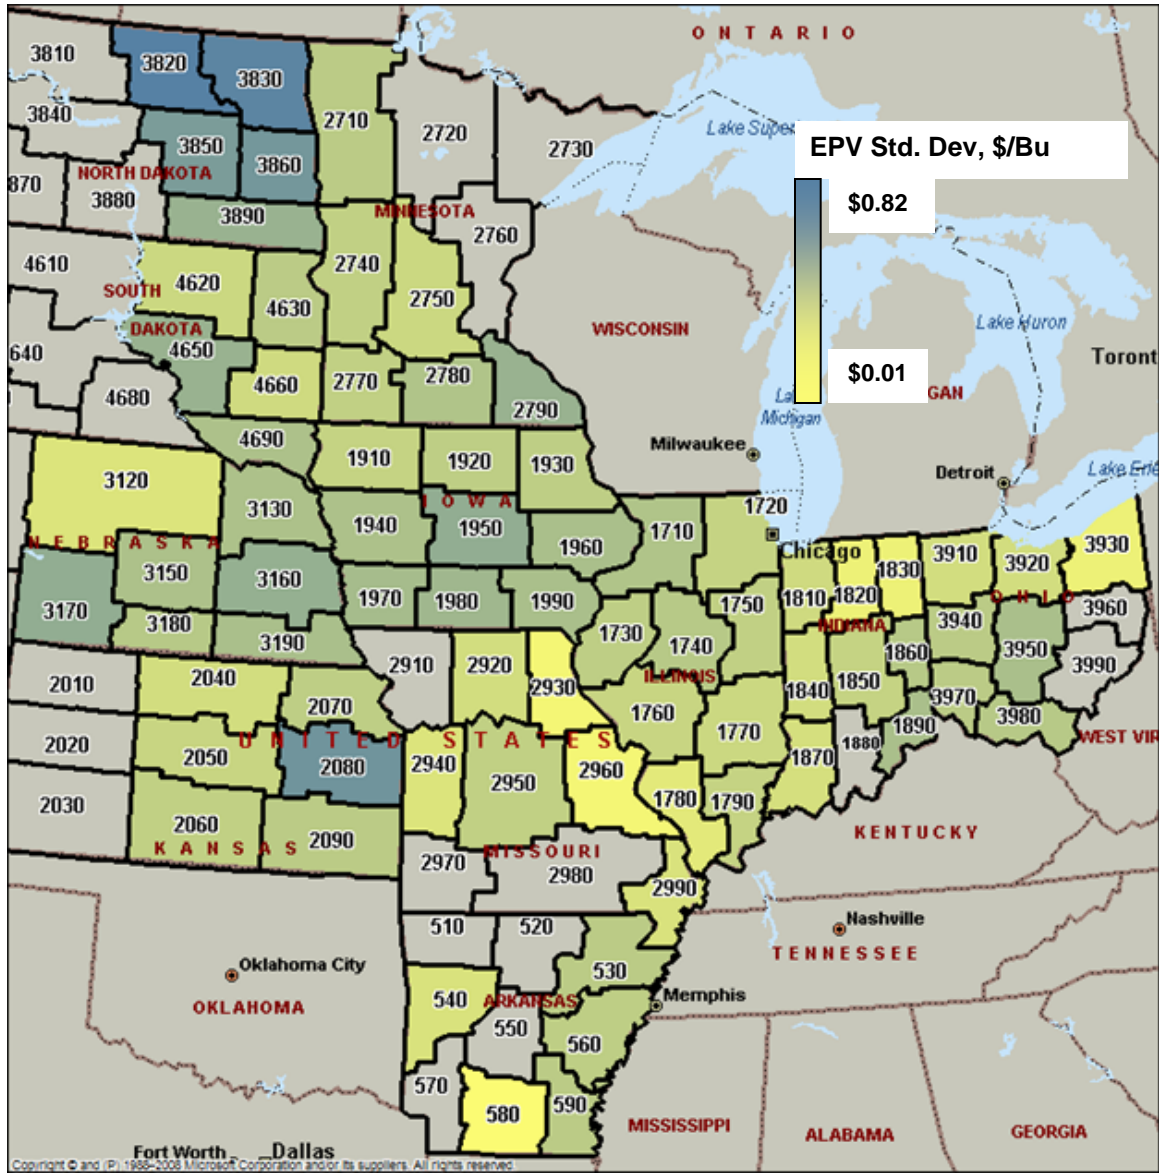 ONTARIO
3810
3820
3830
3840
2710
2720
2730
Lake Super
EPV Std. Dev, $/Bu
3850
3860
NORTH DAKOTA
870
3880
3890
MINNESOTA
2760
$0.82
4610
4620
4630
2740
2750
SOUTH
DAKOTA
WISCONSIN
Lake Huron
640
4650
4660
2770
2780
2790
4680
$0.01
GAN
Toront
Michigan
4690
1910
1920
1930
Milwaukee
Detroit
Lake Erie
3120
3130
1940
IOWA
1950
1960
1710
1720
Chicago
NEBRASKA
3150
3160
3170
3180
3190
1970
1980
1990
1730
1740
1750
1810
1820
1830
3910
3920
3930
OHIO
INDIANA
3940
3950
3960
3990
1860
2010
2040
2070
2910
2920
2930
ILLINOIS
1760
1770
1840
1850
1870
1880
1890
3970
3980
WEST VIR
UNITED STATES
2020
2050
2080
2940
2950
2960
1780
1790
2030
2060
2090
KANSAS
2970
MISSOURI
2980
2990
KENTUCKY
510
520
530
Nashville
TENNESSEE
Oklahoma City
OKLAHOMA
540
ARKANSAS
550
560
Memphis
570
580
590
MISSISSIPPI
ALABAMA
GEORGIA
Fort Worth
Dallas
Copyright © and (P) 1988–2008 Microsoft Corporation and/or its suppliers. All rights reserved.